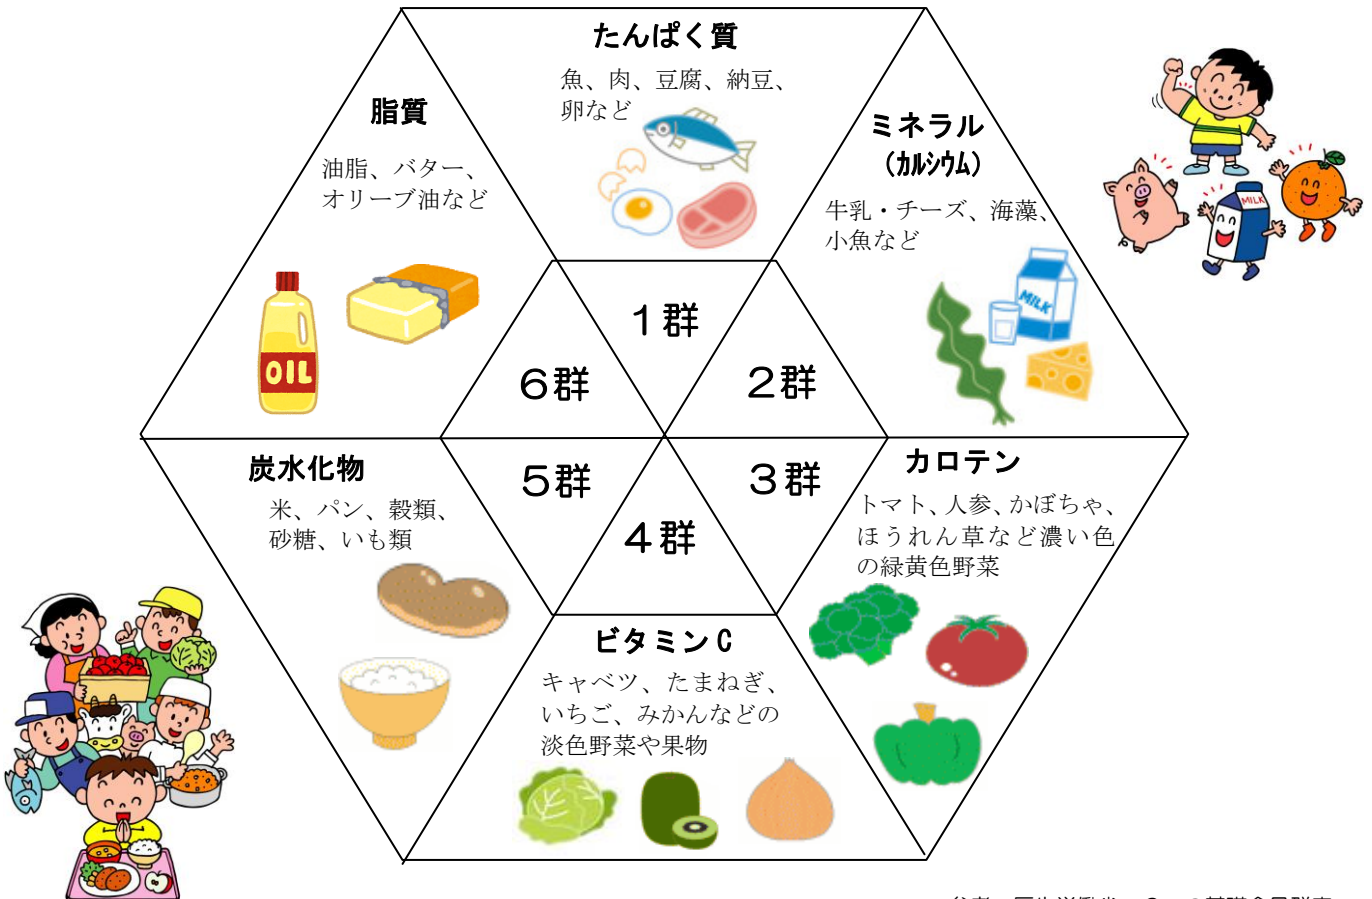 たんぱく質
魚、肉、豆腐、納豆、
卵など
脂質
油脂、バター、
オリーブ油など
OIL
ミネラル
（カルシウム）
牛乳・チーズ、海藻、
小魚など
MILK
MILK
1群
6群
2群
5群
3群
4群
炭水化物
米、パン、穀類、
砂糖、いも類
カロテン
トマト、人参、かぼちゃ、
ほうれん草など濃い色
の緑黄色野菜
ビタミンC
キャベツ、たまねぎ、
いちご、みかんなどの
淡色野菜や果物